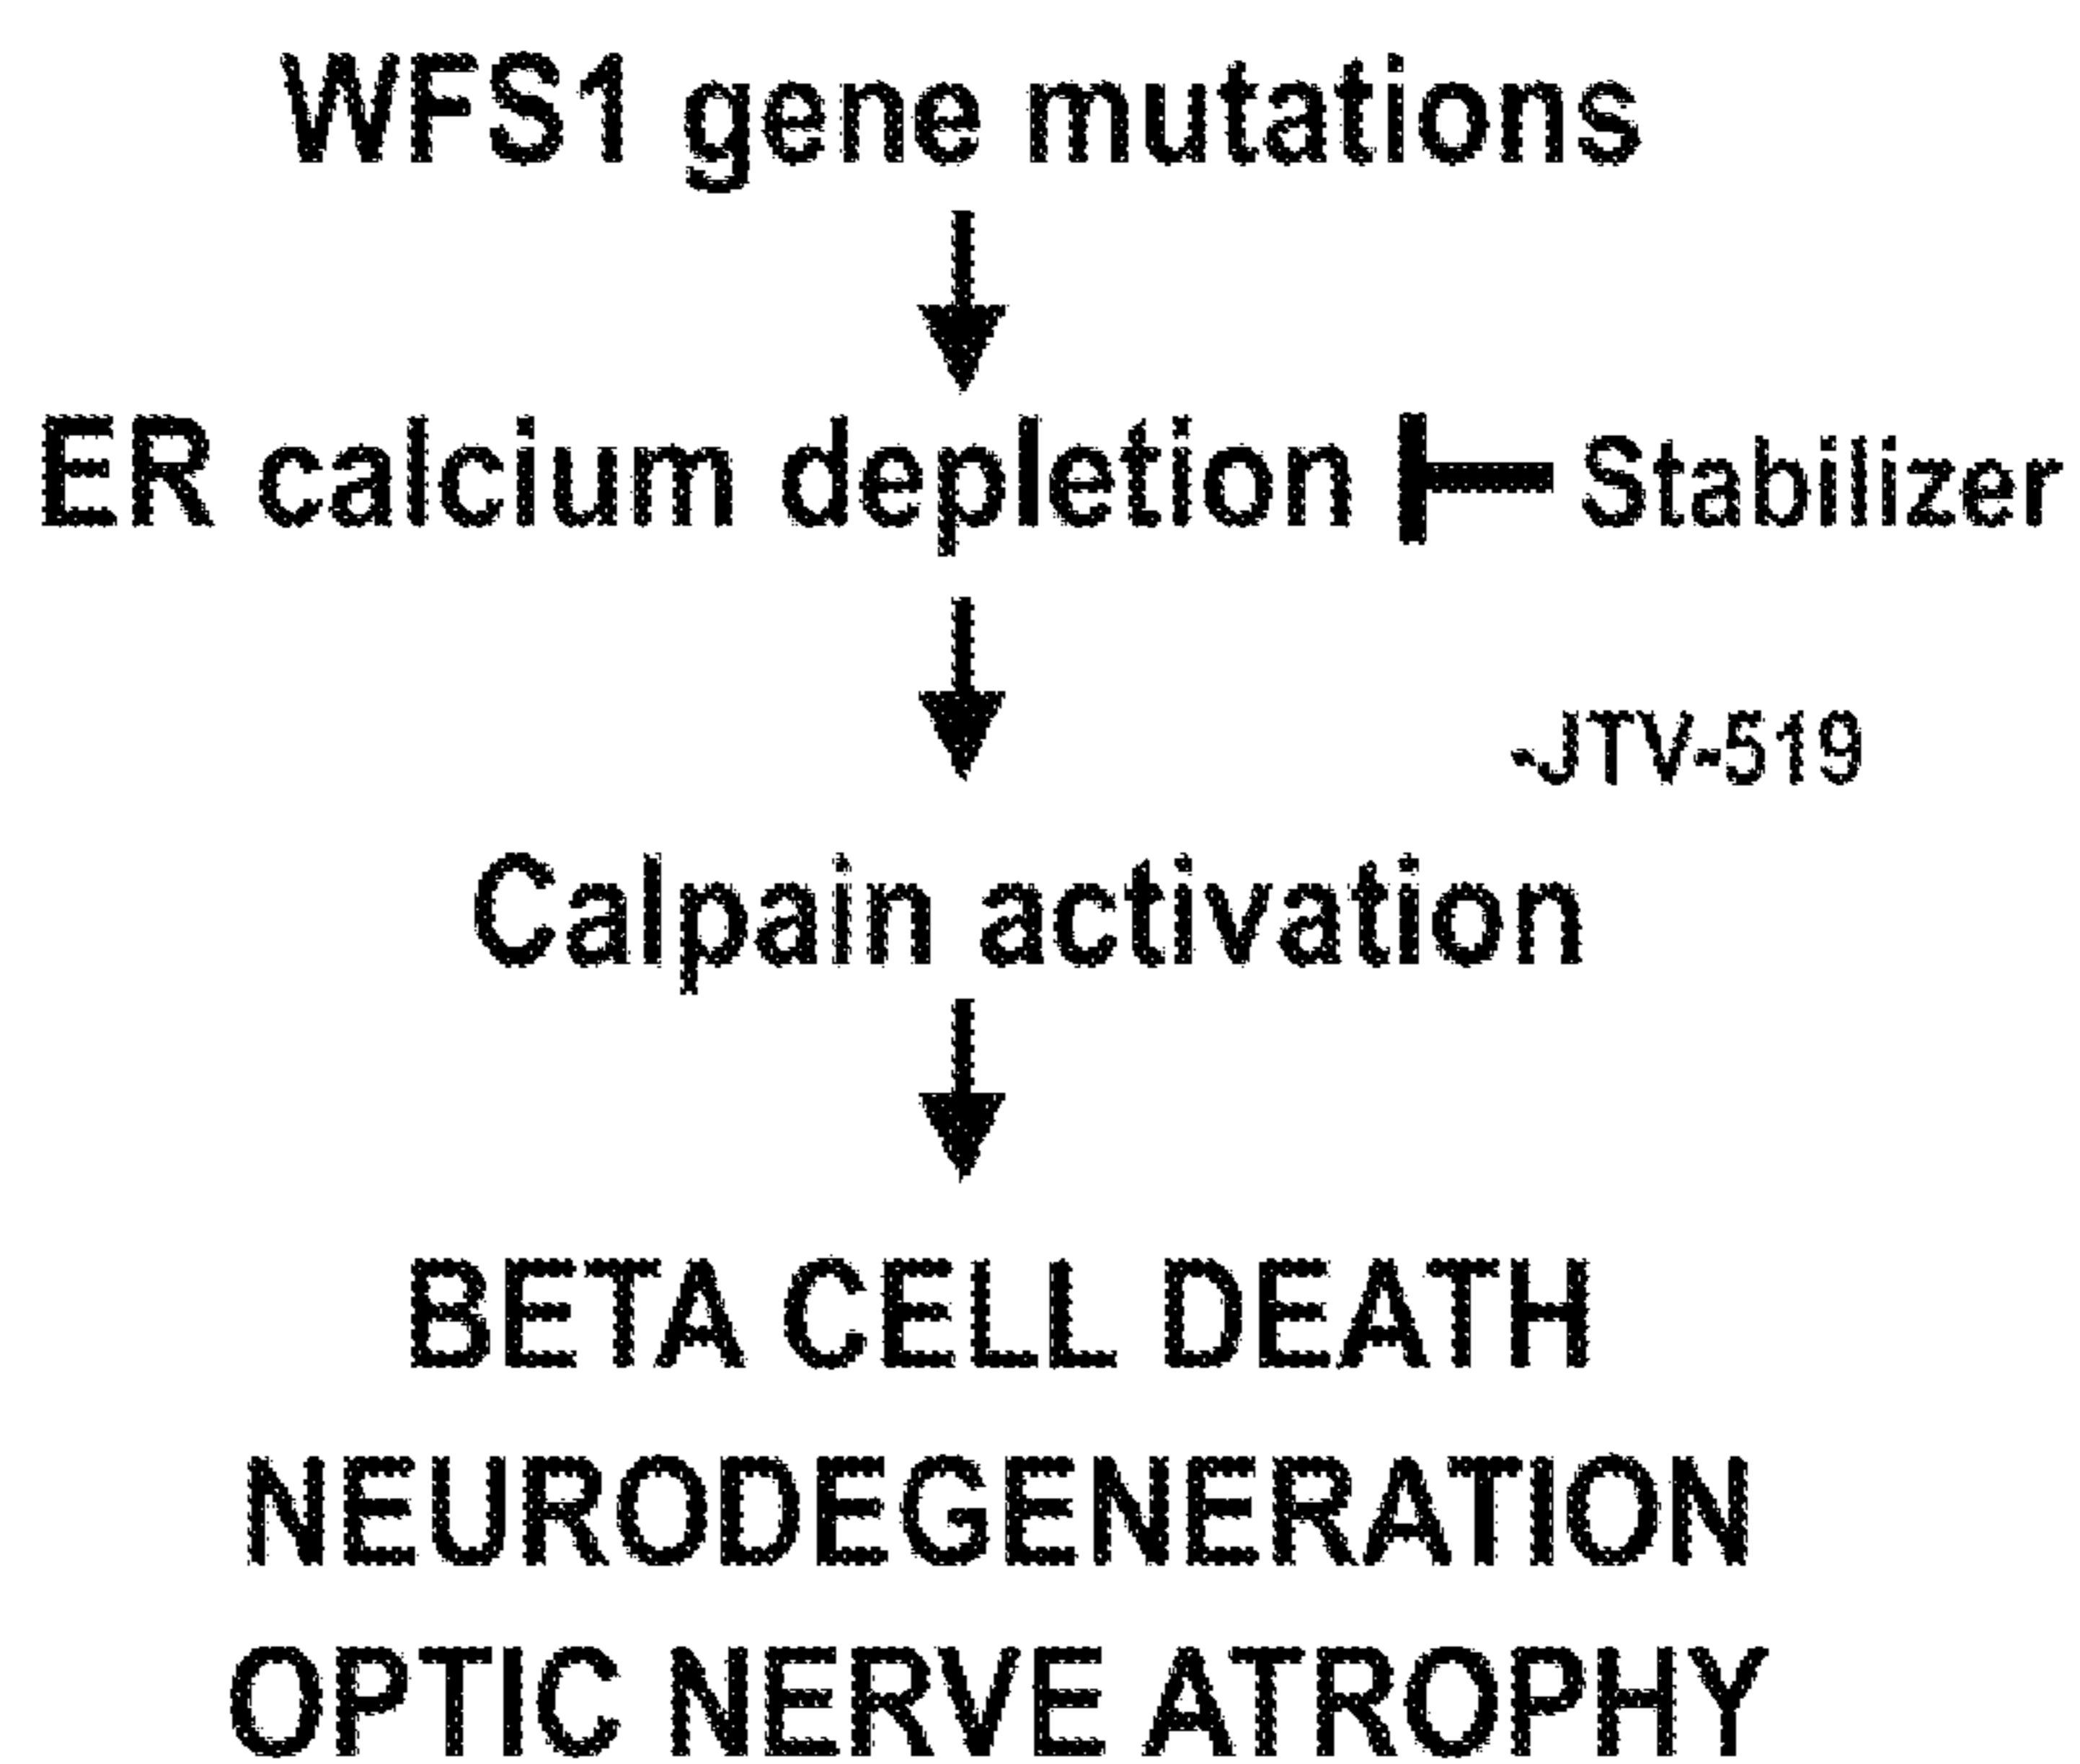 WFS1 gene mutations
ER calcium depletion Stabilizer
-JTV-519
Calpain activation
BETA CELL DEATH
NEURODEGENERATION
OPTIC NERVE ATROPHY